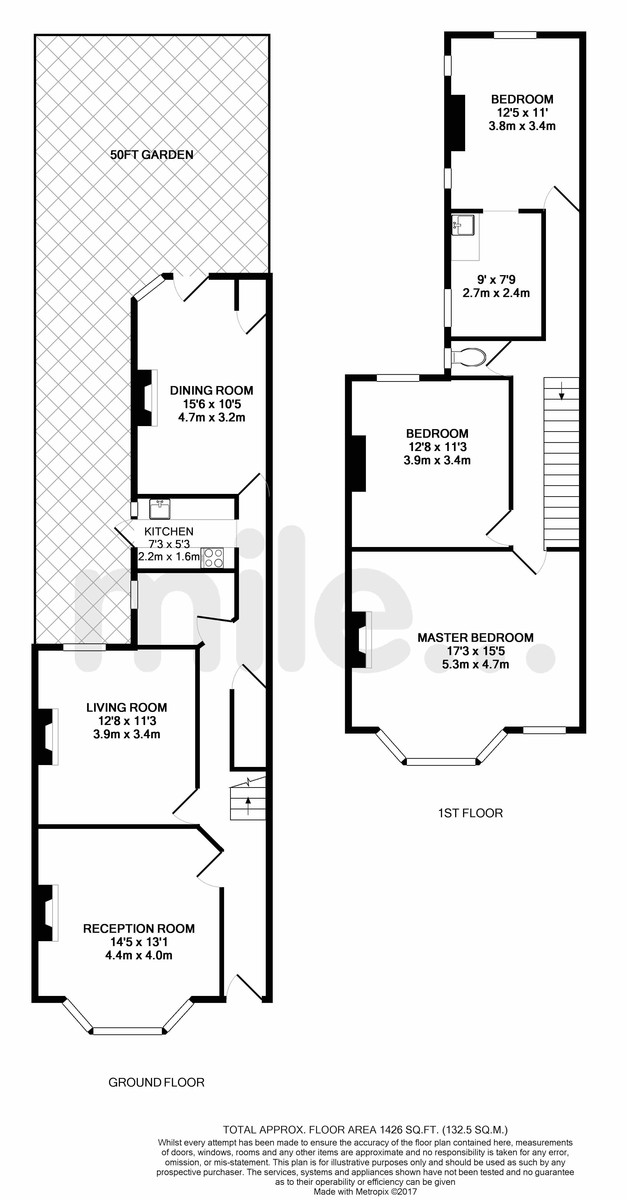 50FT GARDEN
DINING ROOM
15'6 x 10'5
4.7m x 3.2m
KITCHEN
7'3 x 5'3
2.2m x 1.6m
LIVING ROOM
12'8 x 11'3
3.9m x 3.4m
RECEPTION ROOM
14'5 x 13'1
4.4m x 4.0m
GROUND FLOOR
BEDROOM
12'5 x 11'
3.8m x 3.4m
9' x 7'9
2.7m x 2.4m
BEDROOM
12'8 x 11'3
3.9m x 3.4m
MASTER BEDROOM
17'3 x 15'5
5.3m x 4.7m
1ST FLOOR
mile...
TOTAL APPROX. FLOOR AREA 1426 SQ.FT. (132.5 SQ.M.)
Whilst every attempt has been made to ensure the accuracy of the floor plan contained here, measurements
of doors, windows, rooms and any other items are approximate and no responsibility is taken for any error,
omission, or mis-statement. This plan is for illustrative purposes only and should be used as such by any
prospective purchaser. The services, systems and appliances shown have not been tested and no guarantee
as to their operability or efficiency can be given
Made with Metropix ©2017